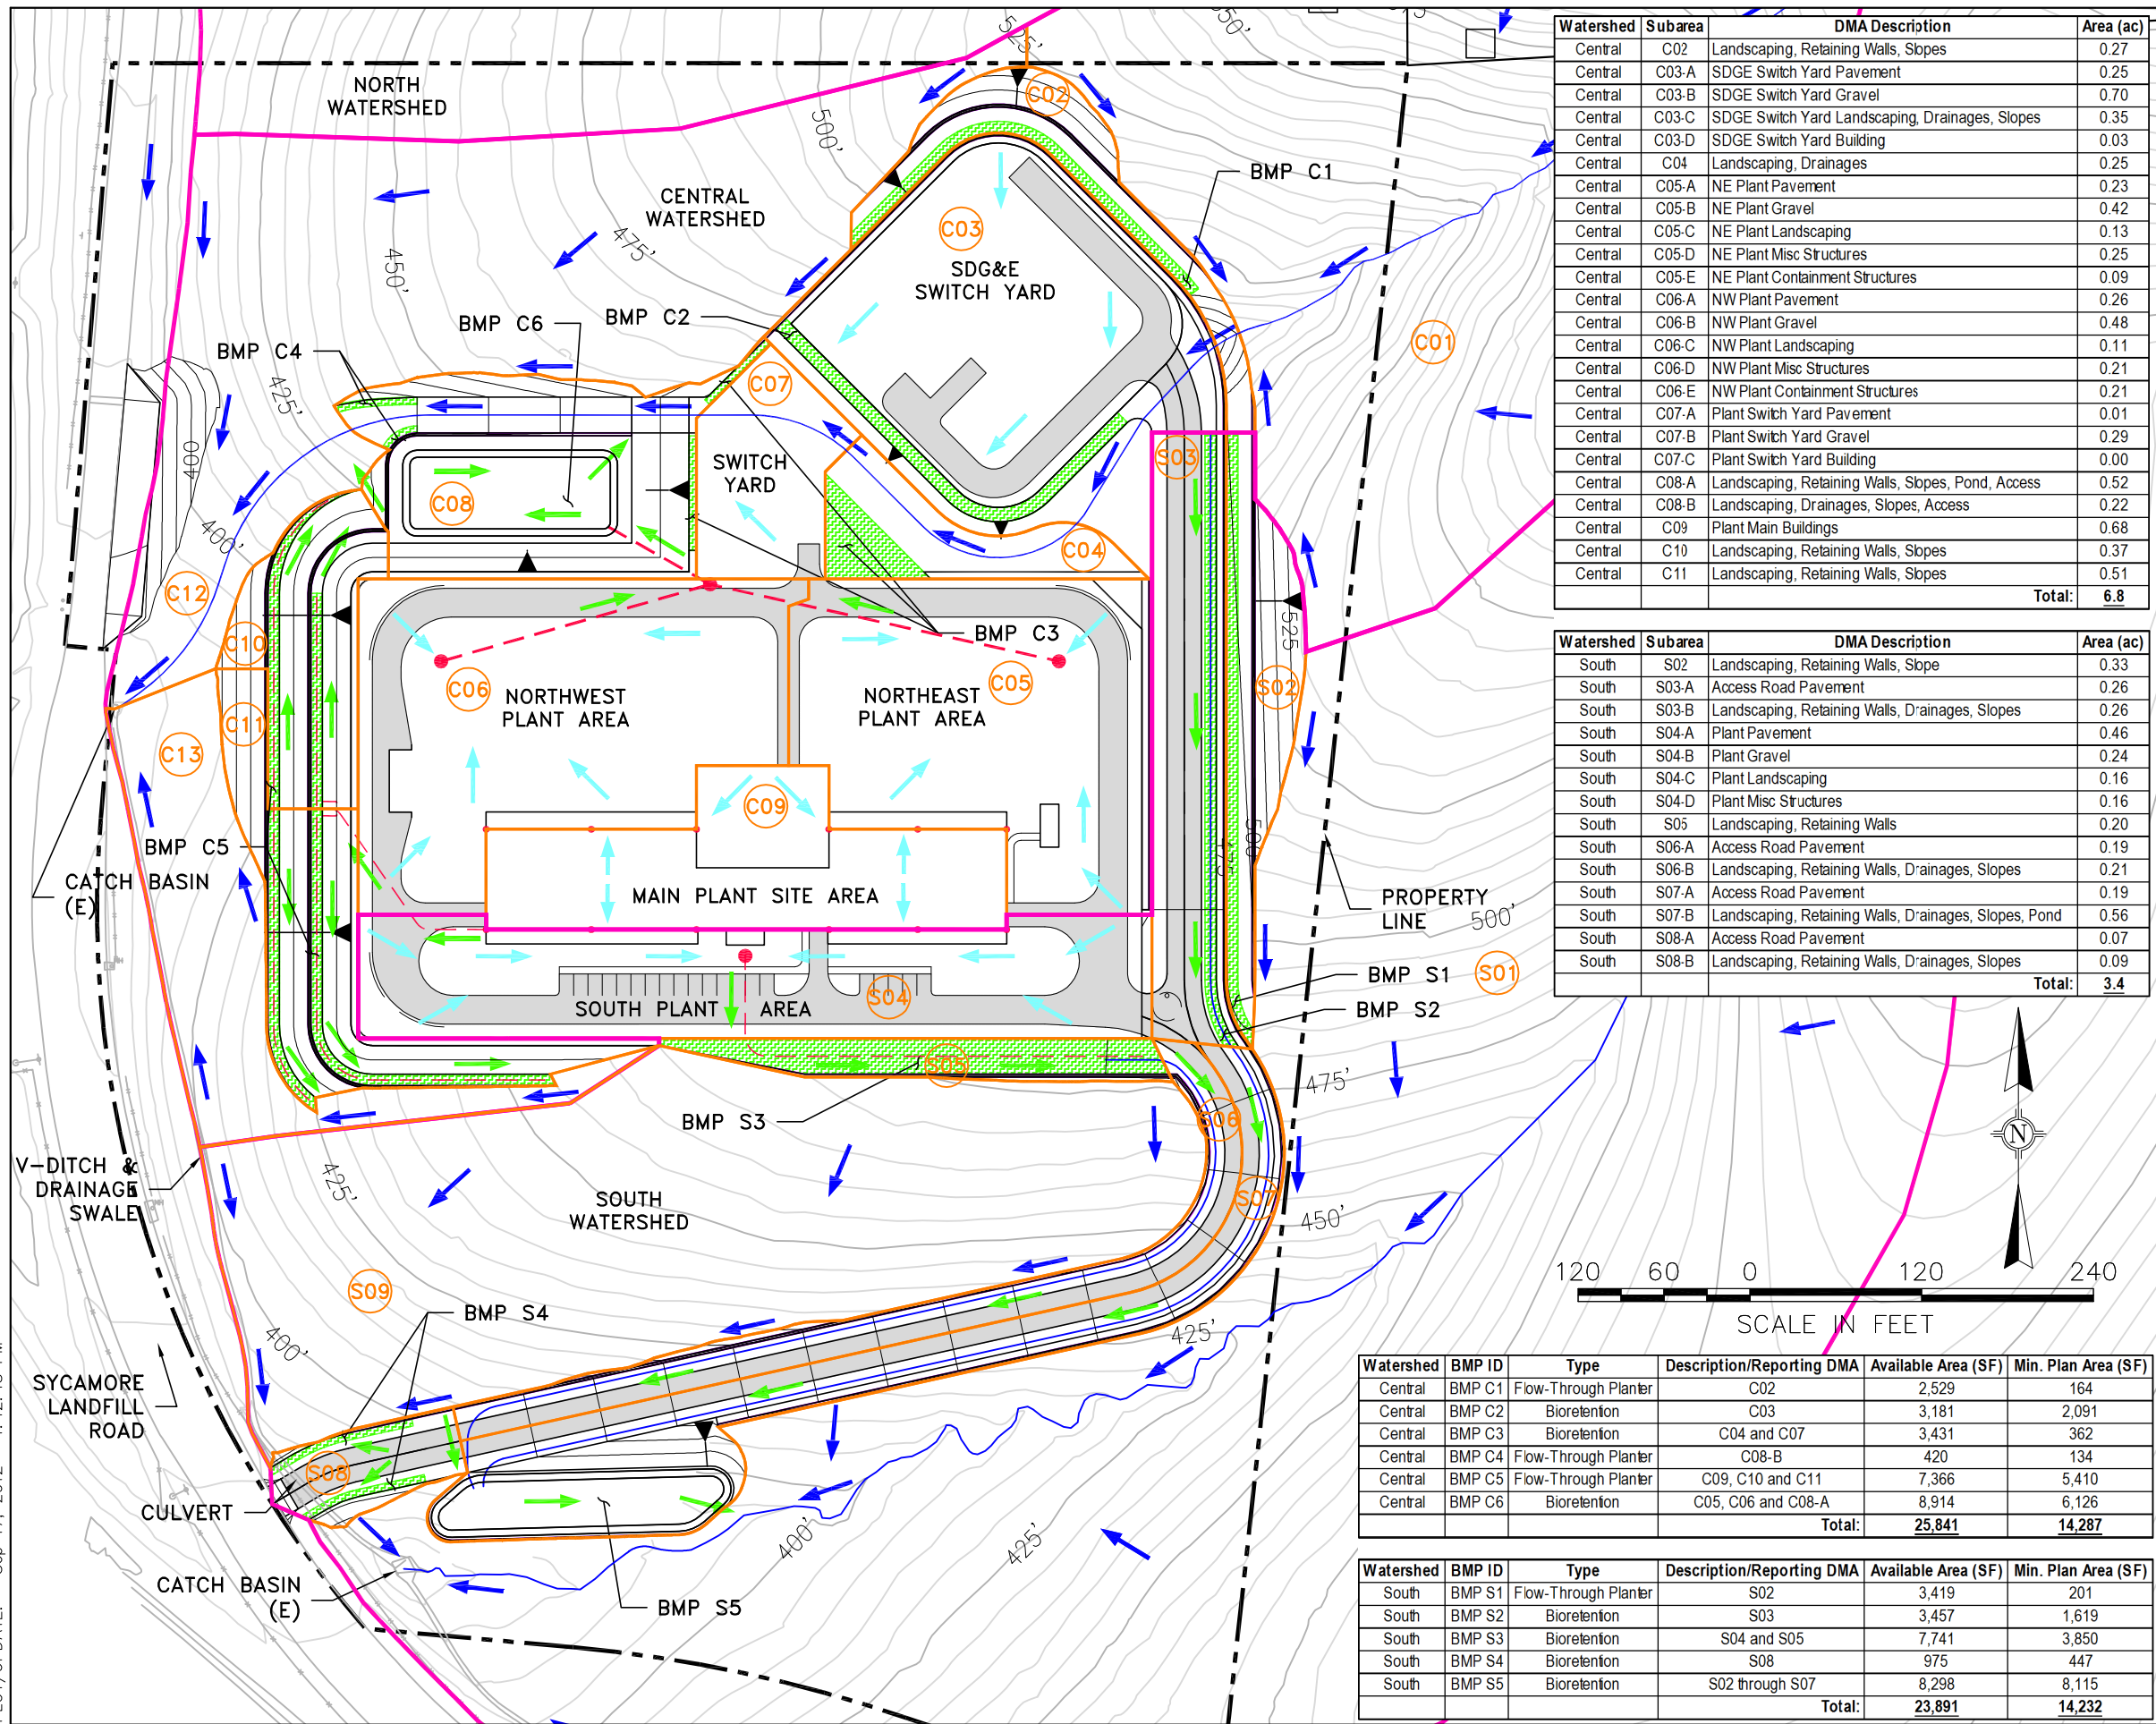 525'
550'
NORTH
WATERSHED
C02
500'
BMP C1
CENTRAL
WATERSHED
C03
475'
450'
SDG&E
SWITCH YARD
BMP C6
BMP C2
C01
BMP C4
C07
425'
400
SWITCH
YARD
S03
C08
400'
C04
C12
C10
BMP C3
525
C06
C05
S02
NORTHWEST
PLANT AREA
NORTHEAST
PLANT AREA
C11
C13
C09
BMP C5
500
475
CATCH BASIN
(E)
MAIN PLANT SITE AREA
PROPERTY
LINE
500'
BMP S1
S01
S04
SOUTH PLANT AREA
BMP S2
S05
475'
BMP S3
S06
V-DITCH &
DRAINAGE
SWALE
425'
SOUTH
WATERSHED
S07
450'
S09
BMP S4
400'
425'
SYCAMORE
LANDFILL
ROAD
S08
CULVERT
400'
425'
CATCH BASIN
(E)
BMP S5
N
120 60 0 120 240
SCALE IN FEET
Watershed Subarea DMA Description Area (ac)
Central C02 Landscaping, Retaining Walls, Slopes 0.27
Central C03-A SDGE Switch Yard Pavement 0.25
Central C03-B SDGE Switch Yard Gravel 0.70
Central C03-C SDGE Switch Yard Landscaping, Drainages, Slopes 0.35
Central C03-D SDGE Switch Yard Building 0.03
Central C04 Landscaping, Drainages 0.25
Central C05-A NE Plant Pavement 0.23
Central C05-B NE Plant Gravel 0.42
Central C05-C NE Plant Landscaping 0.13
Central C05-D NE Plant Misc Structures 0.25
Central C05-E NE Plant Containment Structures 0.09
Central C06-A NW Plant Pavement 0.26
Central C06-B NW Plant Gravel 0.48
Central C06-C NW Plant Landscaping 0.11
Central C06-D NW Plant Misc Structures 0.21
Central C06-E NW Plant Containment Structures 0.21
Central C07-A Plant Switch Yard Pavement 0.01
Central C07-B Plant Switch Yard Gravel 0.29
Central C07-C Plant Switch Yard Building 0.00
Central C08-A Landscaping, Retaining Walls, Slopes, Pond, Access 0.52
Central C08-B Landscaping, Drainages, Slopes, Access 0.22
Central C09 Plant Main Buildings 0.68
Central C10 Landscaping, Retaining Walls, Slopes 0.37
Central C11 Landscaping, Retaining Walls, Slopes 0.51
Total: 6.8
Watershed Subarea DMA Description Area (ac)
South S02 Landscaping, Retaining Walls, Slope 0.33
South S03-A Access Road Pavement 0.26
South S03-B Landscaping, Retaining Walls, Drainages, Slopes 0.26
South S04-A Plant Pavement 0.46
South S04-B Plant Gravel 0.24
South S04-C Plant Landscaping 0.16
South S04-D Plant Misc Structures 0.16
South S05 Landscaping, Retaining Walls 0.20
South S06-A Access Road Pavement 0.19
South S06-B Landscaping, Retaining Walls, Drainages, Slopes 0.21
South S07-A Access Road Pavement 0.19
South S07-B Landscaping, Retaining Walls, Drainages, Slopes, Pond 0.56
South S08-A Access Road Pavement 0.07
South S08-B Landscaping, Retaining Walls, Drainages, Slopes 0.09
Total: 3.4
Watershed BMP ID Type Description/Reporting DMA Available Area (SF) Min. Plan Area (SF)
Central BMP C1 Flow-Through Planter C02 2,529 164
Central BMP C2 Bioretention C03 3,181 2,091
Central BMP C3 Bioretention C04 and C07 3,431 362
Central BMP C4 Flow-Through Planter C08-B 420 134
Central BMP C5 Flow-Through Planter C09, C10 and C11 7,366 5,410
Central BMP C6 Bioretention C05, C06 and C08-A 8,914 6,126
Total: 25,841 14,287
Watershed BMP ID Type Description/Reporting DMA Available Area (SF) Min. Plan Area (SF)
South BMP S1 Flow-Through Planter S02 3,419 201
South BMP S2 Bioretention S03 3,457 1,619
South BMP S3 Bioretention S04 and S05 7,741 3,850
South BMP S4 Bioretention S08 975 447
South BMP S5 Bioretention S02 through S07 8,298 8,115
Total: 23,891 14,232